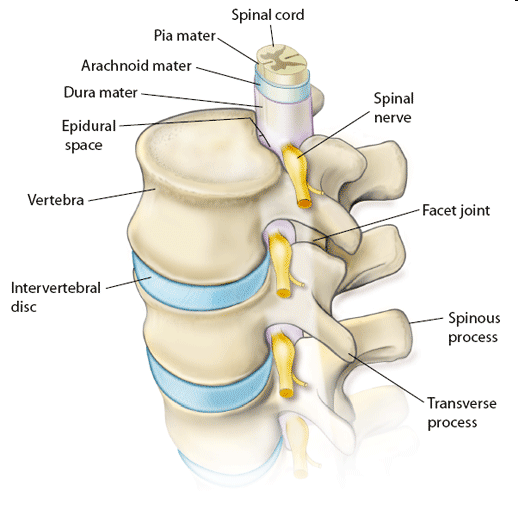 Spinal cord
Pia mater
Arachnoid mater
Dura mater
Epidural
space
Spinal
nerve
Vertebra
Facet joint
Intervertebral
disc
Spinous
process
Transverse
process